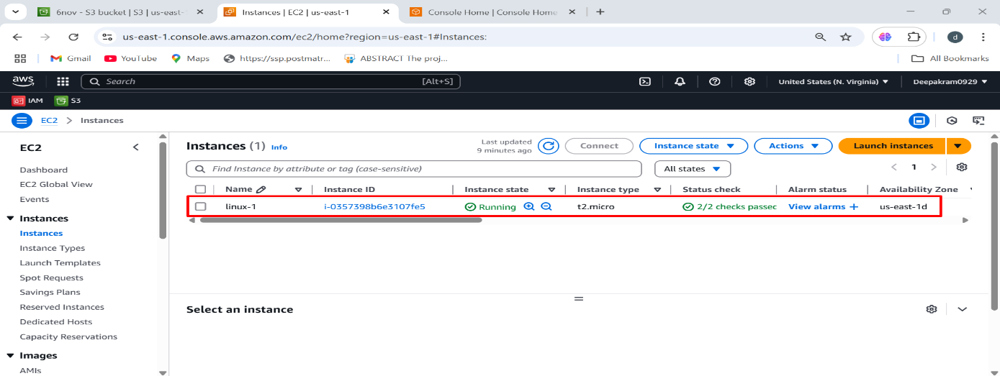 6nov - S3 bucket | S3 | us-east-
Instances | EC2 | us-east-1
Console Home | Console Home
us-east-1.console.aws.amazon.com/ec2/home?region=us-east-1#Instances:
d
Gmail
YouTube
Maps
https://ssp.postmatr...
ABSTRACT The proj...
All Bookmarks
aws
Search
[Alt+S]
United States (N. Virginia)
Deepakram0929
IAM
S3
EC2 > Instances
EC2
Dashboard
EC2 Global View
Events
Instances
Instances
Instance Types
Launch Templates
Spot Requests
Savings Plans
Reserved Instances
Dedicated Hosts
Capacity Reservations
Images
AMIs
Instances (1) Info
Last updated
9 minutes ago
Connect
Instance state
Actions
Launch instances
Find Instance by attribute or tag (case-sensitive)
All states
1
Name Instance ID Instance state Instance type Status check Alarm status Availability Zone
linux-1 i-0357398b6e3107fe5 Running t2.micro 2/2 checks passec View alarms + us-east-1d
Select an instance